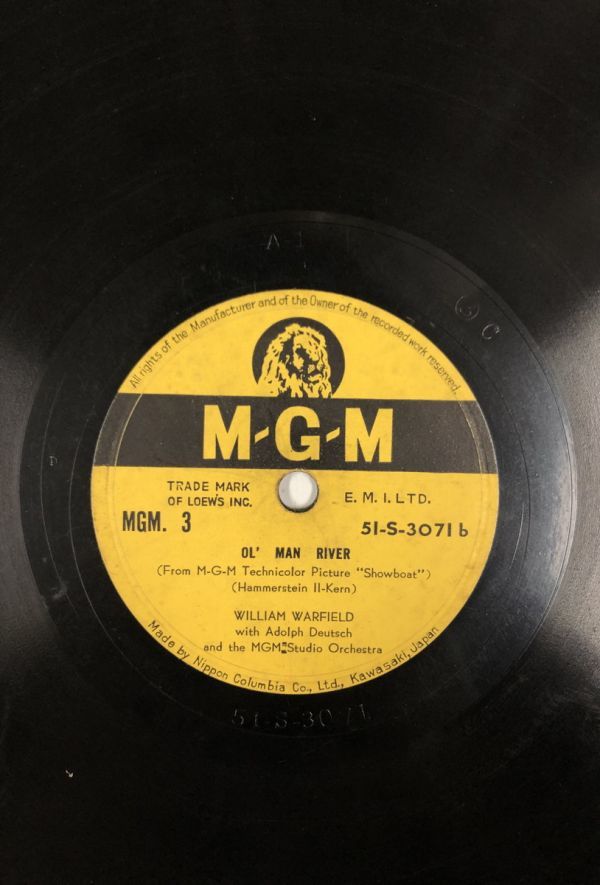 A 1
C
All rights of the Manufacturer and of the Owner of the recorded work reserved.
M-G-M
TRADE MARK
OF LOEW'S INC.
E. M. I. LTD.
MGM. 3
51-S-3071 b
OL' MAN RIVER
(From M-G-M Technicolor Picture "Showboat")
(Hammerstein II-Kern)
WILLIAM WARFIELD
with Adolph Deutsch
and the MGM-Studio Orchestra
Made by Nippon Columbia Co., Ltd., Kawasaki, Japan
51-S-3071